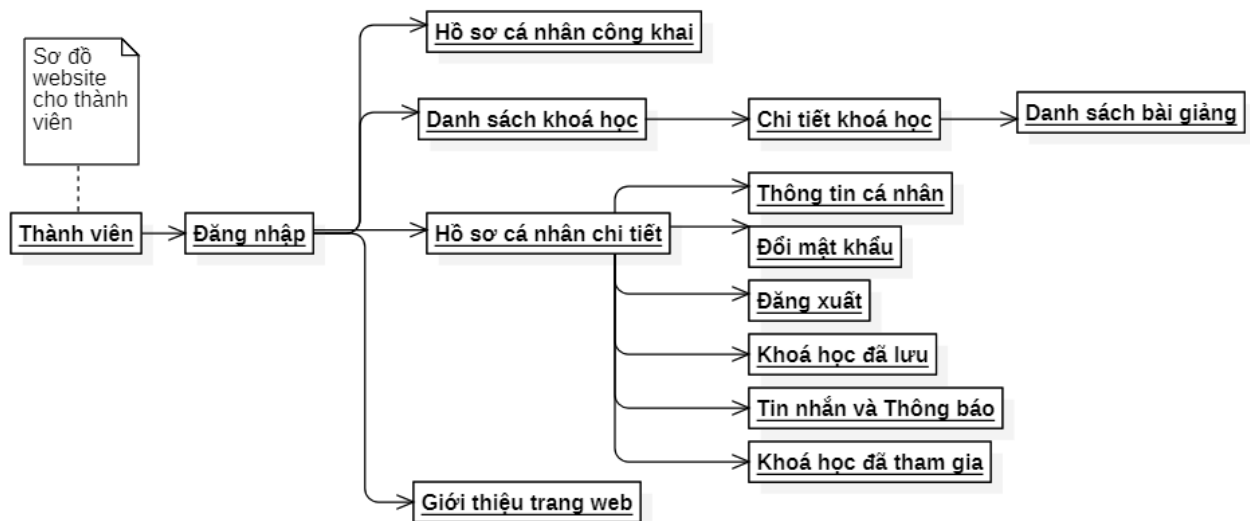 Sơ đồ
website
cho thành
viên
Thành viên
Đăng nhập
Hồ sơ cá nhân công khai
Danh sách khoá học
Chi tiết khoá học
Danh sách bài giảng
Hồ sơ cá nhân chi tiết
Thông tin cá nhân
Đổi mật khẩu
Đăng xuất
Khoá học đã lưu
Tin nhắn và Thông báo
Khoá học đã tham gia
Giới thiệu trang web